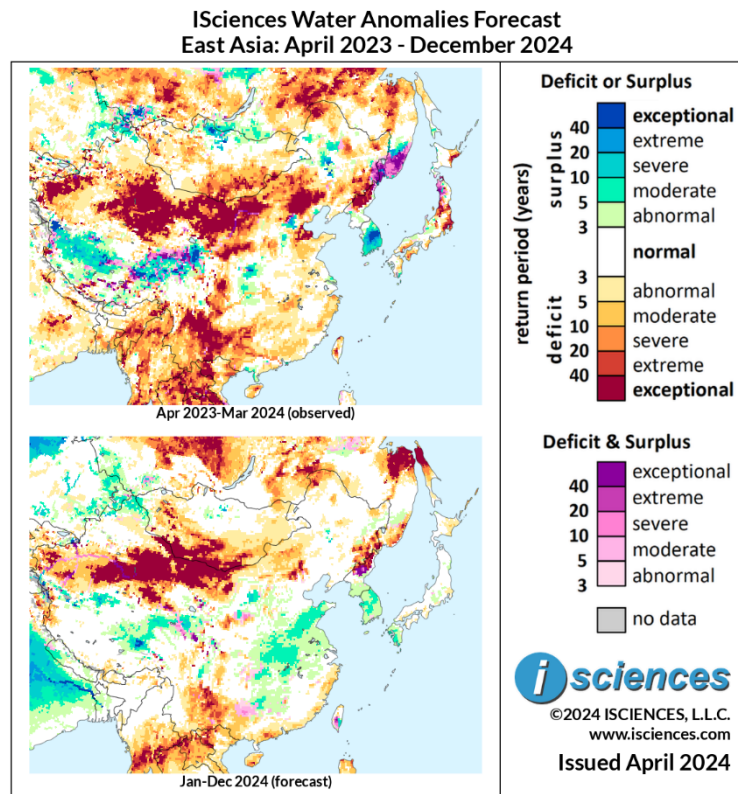 ISciences Water Anomalies Forecast
East Asia: April 2023 - December 2024
Apr 2023-Mar 2024 (observed)
Jan-Dec 2024 (forecast)
Deficit or Surplus
return period (years)
surplus
deficit
exceptional
40
extreme
20
severe
10
moderate
5
abnormal
3
normal
3
abnormal
5
moderate
10
severe
20
extreme
40
exceptional
Deficit & Surplus
exceptional
40
extreme
20
severe
10
moderate
5
abnormal
3
no data
i sciences
©2024 ISCIENCES, L.L.C.
www.isciences.com
Issued April 2024